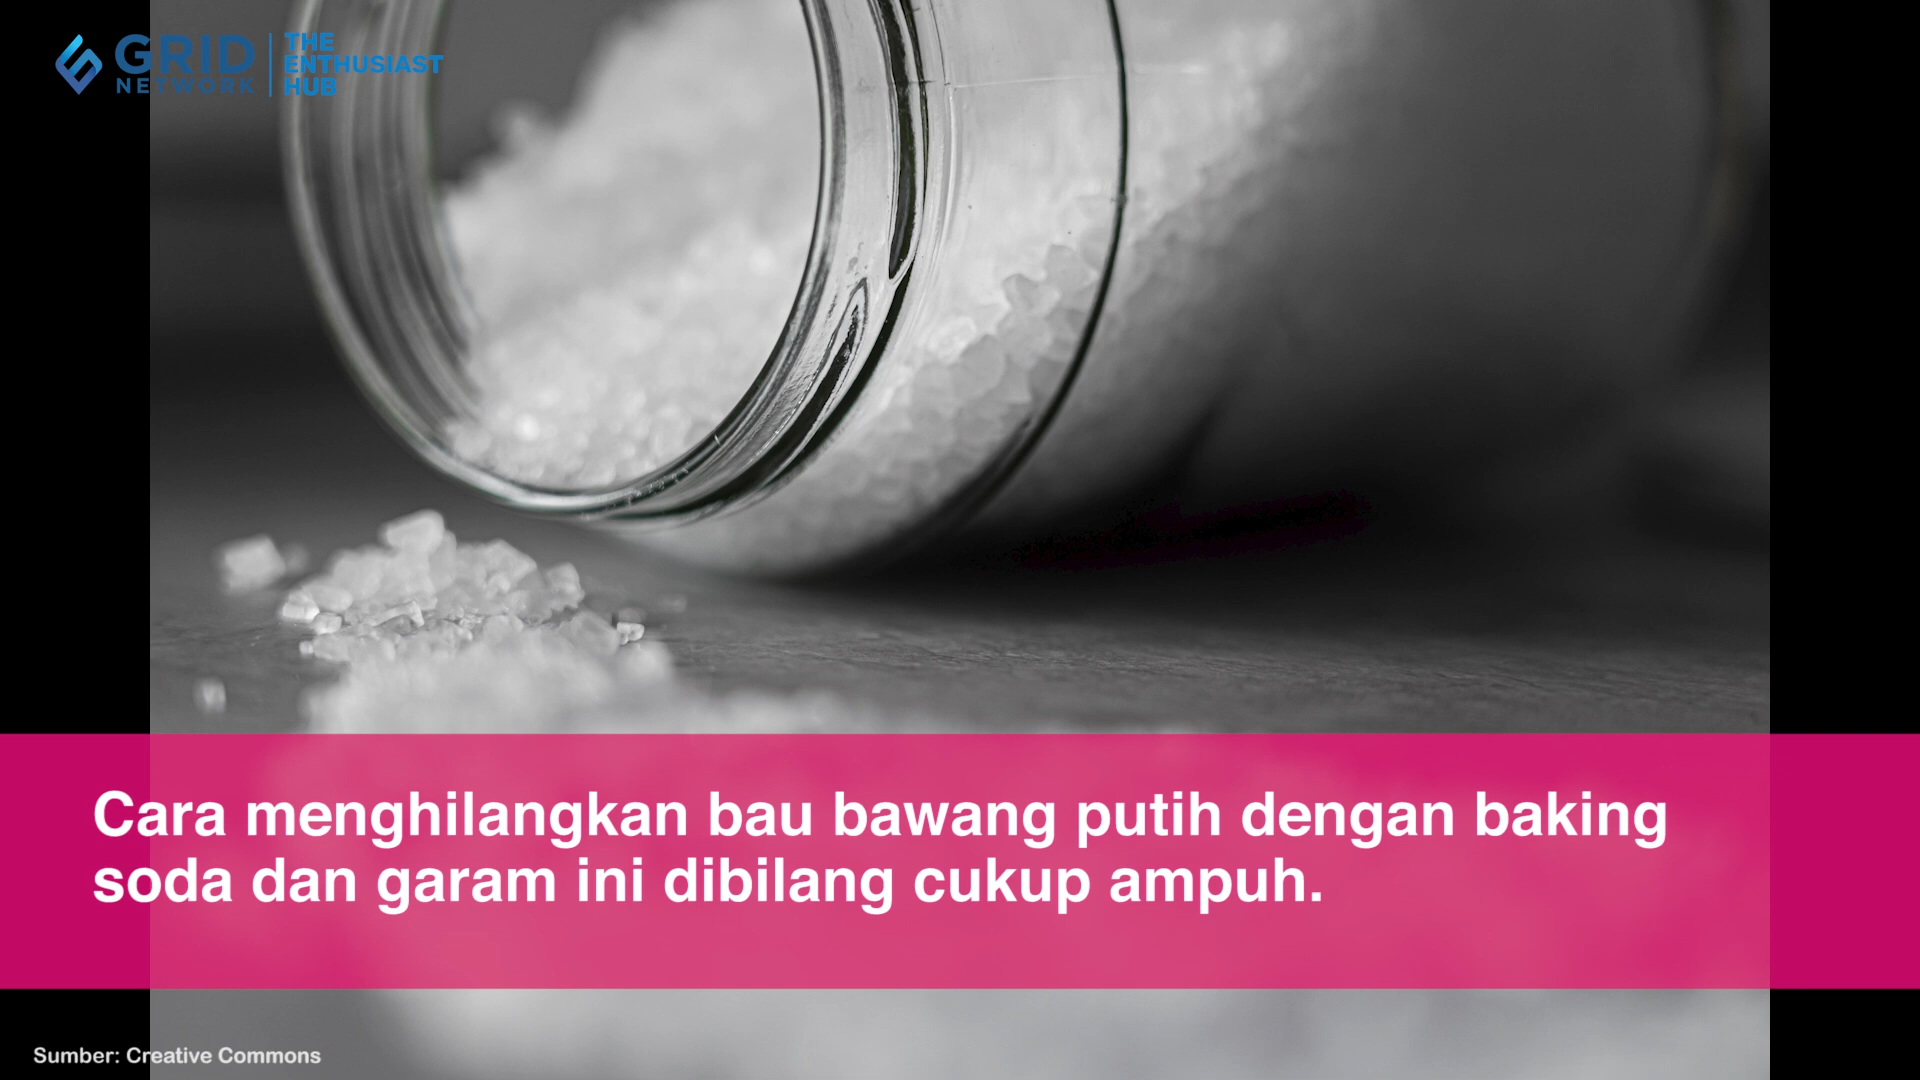 GRID
NETWORK
THE
ENTHUSIAST
HUB
Cara menghilangkan bau bawang putih dengan baking
soda dan garam ini dibilang cukup ampuh.
Sumber: Creative Commons